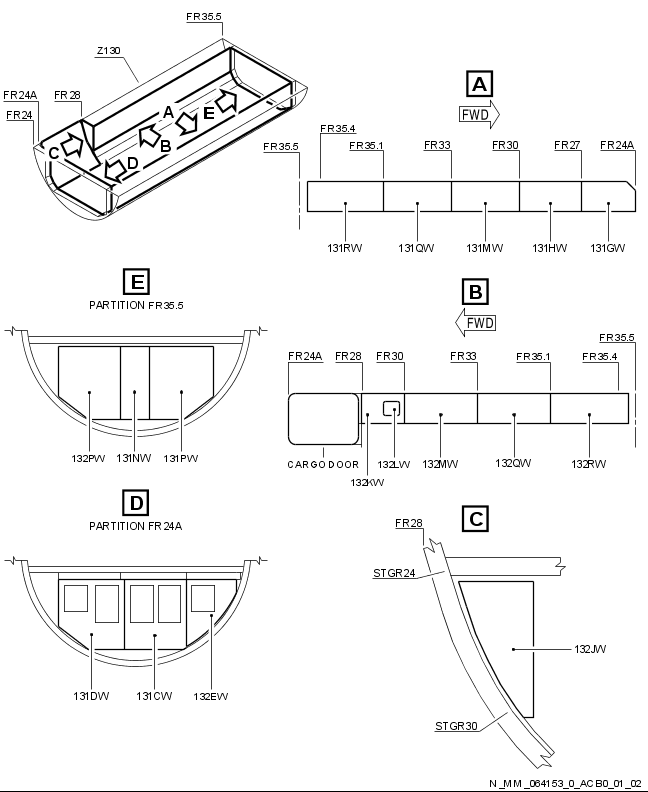 FR35.5
Z130
FR24A
FR28
FR24
A
E
C
B
D
A
FWD
FR35.4
FR35.5
FR35.1
FR33
FR30
FR27
FR24A
131RW
131QW
131MW
131HW
131GW
E
PARTITION FR35.5
132PW
131NW
131PW
B
FWD
FR35.5
FR24A
FR28
FR30
FR33
FR35.1
FR35.4
CARGO DOOR
132LW
132MW
132QW
132RW
132KW
D
PARTITION FR24A
131DW
131CW
132EW
C
FR28
STGR24
132JW
STGR30
N_MM_064153_0_ACB0_01_02